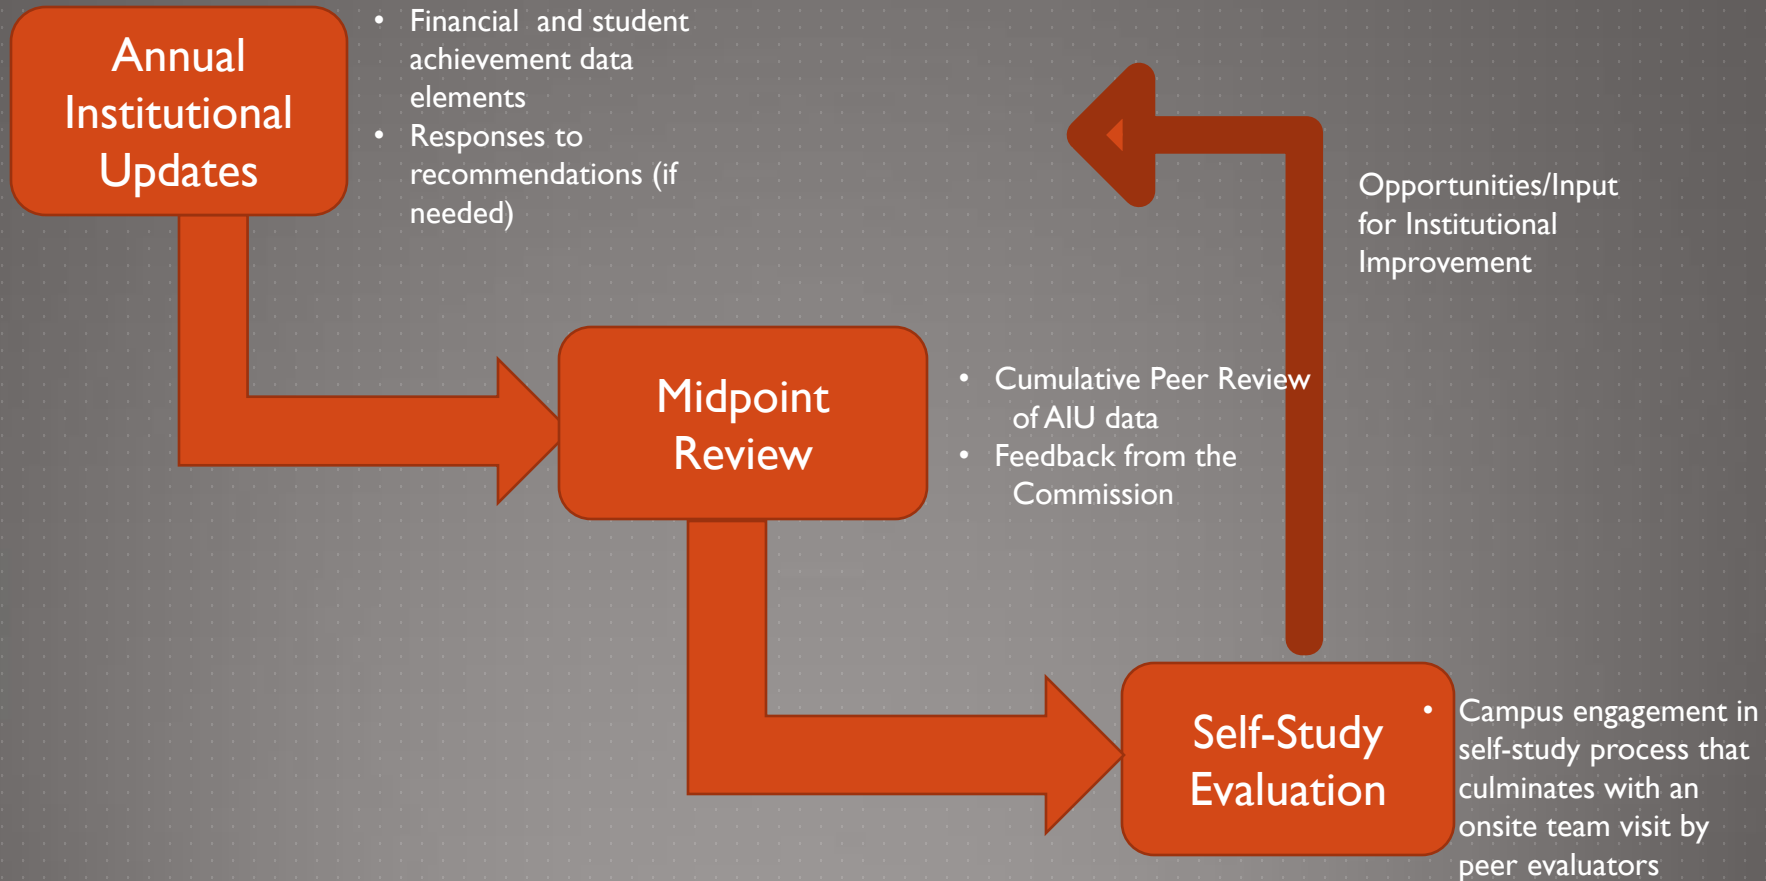 Annual
Institutional
Updates
• Financial and student
achievement data
elements
• Responses to
recommendations (if
needed)
Opportunities/Input
for Institutional
Improvement
Midpoint
Review
• Cumulative Peer Review
of AIU data
• Feedback from the
Commission
Self-Study
Evaluation
• Campus engagement in
self-study process that
culminates with an
onsite team visit by
peer evaluators